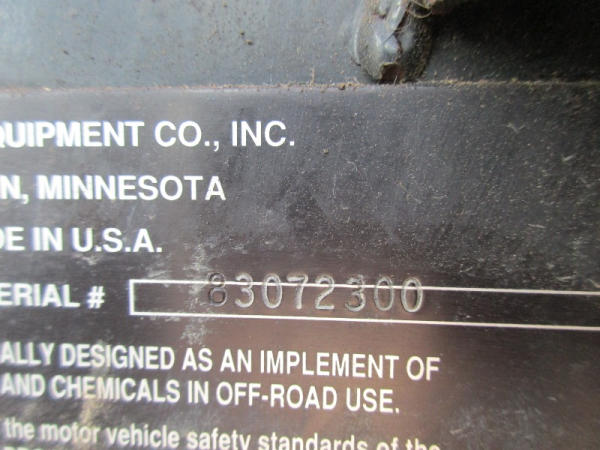 QUIPMENT CO., INC.
N, MINNESOTA
DE IN U.S.A.
ERIAL # 83072300
ALLY DESIGNED AS AN IMPLEMENT OF
AND CHEMICALS IN OFF-ROAD USE.
the motor vehicle safety standards of the